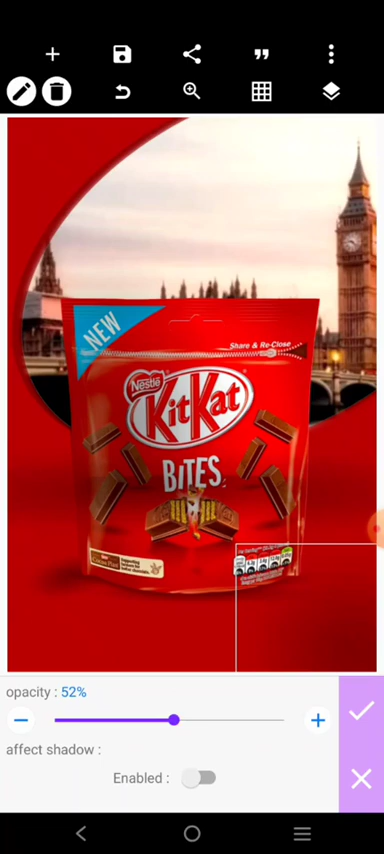 NEW
Share & Re-Close
Nestlé
KitKat
BITES
opacity : 52%
affect shadow :
Enabled :